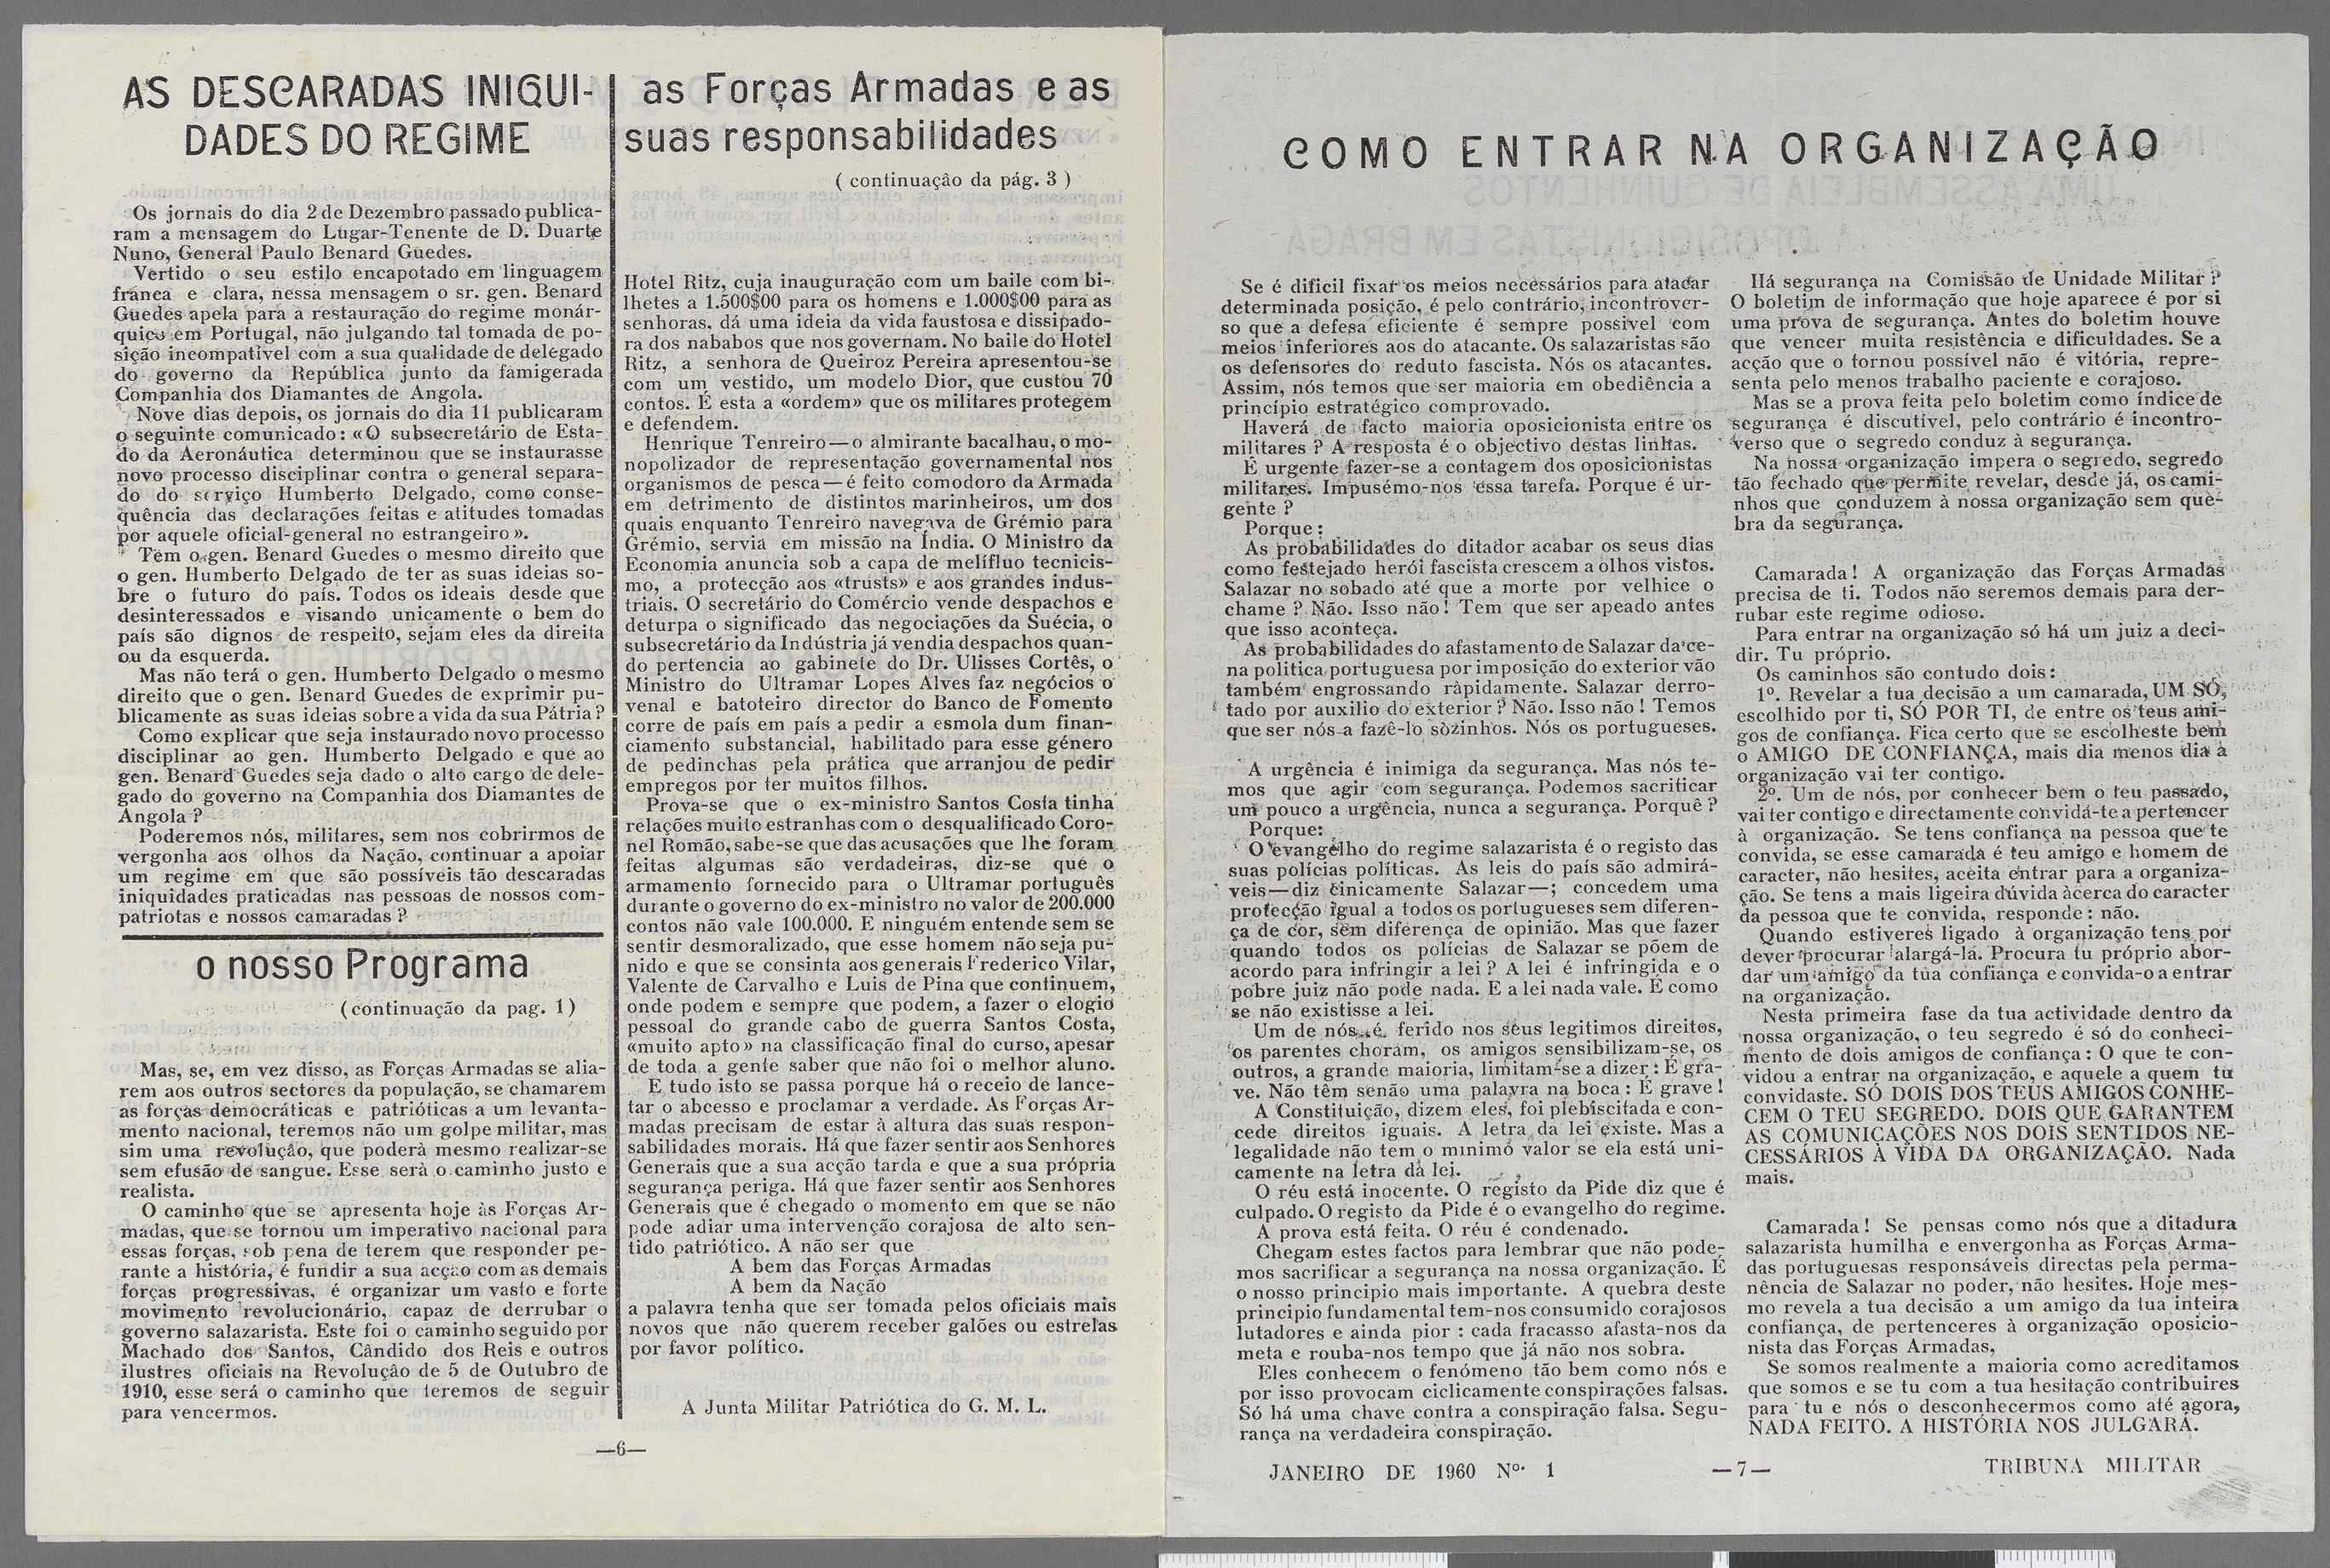 AS DESCARADAS INIQUI-
DADES DO REGIME
Os jornais do dia 2 de Dezembro passado publica-
ram a mensagem do Lugar-Tenente de D. Duarte
Nuno, General Paulo Benard Guedes.
Vertido o seu estilo encapotado em linguagem
franca e clara, nessa mensagem o sr. gen. Benard
Guedes apela para a restauração do regime monár-
quico em Portugal, não julgando tal tomada de po-
sição incompatível com a sua qualidade de delegado
do governo da República junto da famigerada
Companhia dos Diamantes de Angola.
Nove dias depois, os jornais do dia 11 publicaram
o seguinte comunicado: «O subsecretário de Esta-
do da Aeronáutica determinou que se instaurasse
novo processo disciplinar contra o general separa-
do do serviço Humberto Delgado, como conse-
quência das declarações feitas e atitudes tomadas
por aquele oficial-general no estrangeiro».
Tem o gen. Benard Guedes o mesmo direito que
o gen. Humberto Delgado de ter as suas ideias so-
bre o futuro do país. Todos os ideais desde que
desinteressados e visando unicamente o bem do
país são dignos de respeito, sejam eles da direita
ou da esquerda.
Mas não terá o gen. Humberto Delgado o mesmo
direito que o gen. Benard Guedes de exprimir pu-
blicamente as suas ideias sobre a vida da sua Pátria?
Como explicar que seja instaurado novo processo
disciplinar ao gen. Humberto Delgado e que ao
gen. Benard Guedes seja dado o alto cargo de dele-
gado do governo na Companhia dos Diamantes de
Angola?
Poderemos nós, militares, sem nos cobrirmos de
vergonha aos olhos da Nação, continuar a apoiar
um regime em que são possíveis tão descaradas
iniquidades praticadas nas pessoas de nossos com-
patriotas e nossos camaradas?
o nosso Programa
(continuação da pag. 1)
Mas, se, em vez disso, as Forças Armadas se alia-
rem aos outros sectores da população, se chamarem
as forças democráticas e patrióticas a um levanta-
mento nacional, teremos não um golpe militar, mas
sim uma revolução, que poderà mesmo realizar-se
sem efusão de sangue. Esse serà o caminho justo e
realista.
O caminho que se apresenta hoje às Forças Ar-
madas, que se tornou um imperativo nacional para
essas forças, sob pena de terem que responder pe-
rante a história, é fundir a sua acção com as demais
forças progressivas, é organizar um vasto e forte
movimento revolucionário, capaz de derrubar o
governo salazarista. Este foi o caminho seguido por
Machado dos Santos, Cândido dos Reis e outros
ilustres oficiais na Revolução de 5 de Outubro de
1910, esse será o caminho que teremos de seguir
para vencermos.
as Forças Armadas e as
suas responsabilidades
( continuação da pág. 3 )
Hotel Ritz, cuja inauguração com um baile com bi-
lhetes a 1.500$00 para os homens e 1.000$00 para as
senhoras, dá uma ideia da vida faustosa e dissipado-
ra dos nababos que nos governam. No baile do Hotel
Ritz, a senhora de Queiroz Pereira apresentou-se
com um vestido, um modelo Dior, que custou 70
contos. É esta a «ordem» que os militares protegem
e defendem.
Henrique Tenreiro—o almirante bacalhau, o mo-
nopolizador de representação governamental nos
organismos de pesca—é feito comodoro da Armada
em detrimento de distintos marinheiros, um dos
quais enquanto Tenreiro navegava de Grémio para
Grémio, servia em missão na Índia. O Ministro da
Economia anuncia sob a capa de melífluo tecnicis-
mo, a protecção aos «trusts» e aos grandes indus-
triais. O secretário do Comércio vende despachos e
deturpa o significado das negociações da Suécia, o
subsecretário da Indústria já vendia despachos quan-
do pertencia ao gabinete do Dr. Ulisses Cortês, o
Ministro do Ultramar Lopes Alves faz negócios o
venal e batoteiro director do Banco de Fomento
corre de país em país a pedir a esmola dum finan-
ciamento substancial, habilitado para esse género
de pedinchas pela prática que arranjou de pedir
empregos por ter muitos filhos.
Prova-se que o ex-ministro Santos Costa tinha
relações muito estranhas com o desqualificado Coro-
nel Romão, sabe-se que das acusações que lhe foram
feitas algumas são verdadeiras, diz-se que o
armamento fornecido para o Ultramar português
durante o governo do ex-ministro no valor de 200.000
contos não vale 100.000. E ninguém entende sem se
sentir desmoralizado, que esse homem não seja pu-
nido e que se consinta aos generais Frederico Vilar,
Valente de Carvalho e Luis de Pina que continuem,
onde podem e sempre que podem, a fazer o elogio
pessoal do grande cabo de guerra Santos Costa,
«muito apto» na classificação final do curso, apesar
de toda a gente saber que não foi o melhor aluno.
E tudo isto se passa porque há o receio de lance-
tar o abcesso e proclamar a verdade. As Forças Ar-
madas precisam de estar à altura das suas respon-
sabilidades morais. Há que fazer sentir aos Senhores
Generais que a sua acção tarda e que a sua própria
segurança periga. Há que fazer sentir aos Senhores
Generais que é chegado o momento em que se não
pode adiar uma intervenção corajosa de alto sen-
tido patriótico. A não ser que
A bem das Forças Armadas
A bem da Nação
a palavra tenha que ser tomada pelos oficiais mais
novos que não querem receber galões ou estrelas
por favor político.
A Junta Militar Patriótica do G. M. L.
—6—
COMO ENTRAR NA ORGANIZAÇÃO
Se é dificil fixar os meios necessários para atacar
determinada posição, é pelo contrário, incontrover-
so que a defesa eficiente é sempre possivel com
meios inferiores aos do atacante. Os salazaristas são
os defensores do reduto fascista. Nós os atacantes.
Assim, nós temos que ser maioria em obediência a
princípio estratégico comprovado.
Haverá de facto maioria oposicionista entre os
militares? A resposta é o objectivo destas linhas.
É urgente fazer-se a contagem dos oposicionistas
militares. Impusémo-nos essa tarefa. Porque é ur-
gente?
Porque:
As probabilidades do ditador acabar os seus dias
como festejado herói fascista crescem a olhos vistos.
Salazar no sobado até que a morte por velhice o
chame? Não. Isso não! Tem que ser apeado antes
que isso aconteça.
As probabilidades do afastamento de Salazar da ce-
na politica portuguesa por imposição do exterior vão
também engrossando ràpidamente. Salazar derro-
tado por auxilio do exterior? Não. Isso não! Temos
que ser nós a fazê-lo sòzinhos. Nós os portugueses.
A urgência é inimiga da segurança. Mas nós te-
mos que agir com segurança. Podemos sacrificar
um pouco a urgência, nunca a segurança. Porquê?
Porque:
O evangelho do regime salazarista é o registo das
suas polícias políticas. As leis do país são admirá-
veis—diz cinicamente Salazar—; concedem uma
protecção igual a todos os portugueses sem diferen-
ça de cor, sem diferença de opinião. Mas que fazer
quando todos os polícias de Salazar se põem de
acordo para infringir a lei? A lei é infringida e o
pobre juiz não pode nada. E a lei nada vale. E como
se não existisse a lei.
Um de nós é ferido nos seus legitimos direitos,
os parentes choram, os amigos sensibilizam-se, os
outros, a grande maioria, limitam-se a dizer: É gra-
ve. Não têm senão uma palavra na boca: É grave!
A Constituição, dizem eles, foi plebiscitada e con-
cede direitos iguais. A letra da lei existe. Mas a
legalidade não tem o minimó valor se ela está uni-
camente na letra da lei.
O réu está inocente. O registo da Pide diz que é
culpado. O registo da Pide é o evangelho do regime.
A prova está feita. O réu é condenado.
Chegam estes factos para lembrar que não pode-
mos sacrificar a segurança na nossa organização. É
o nosso principio mais importante. A quebra deste
principio fundamental tem-nos consumido corajosos
lutadores e ainda pior: cada fracasso afasta-nos da
meta e rouba-nos tempo que já não nos sobra.
Eles conhecem o fenómeno tão bem como nós e
por isso provocam ciclicamente conspirações falsas.
Só há uma chave contra a conspiração falsa. Segu-
rança na verdadeira conspiração.
Há segurança na Comissão de Unidade Militar?
O boletim de informação que hoje aparece é por si
uma prova de segurança. Antes do boletim houve
que vencer muita resistência e dificuldades. Se a
acção que o tornou possível não é vitória, repre-
senta pelo menos trabalho paciente e corajoso.
Mas se a prova feita pelo boletim como índice de
segurança é discutível, pelo contrário é incontro-
verso que o segredo conduz à segurança.
Na nossa organização impera o segredo, segredo
tão fechado que permite revelar, desde já, os cami-
nhos que conduzem à nossa organização sem que-
bra da segurança.
Camarada! A organização das Forças Armadas
precisa de ti. Todos não seremos demais para der-
rubar este regime odioso.
Para entrar na organização só há um juiz a deci-
dir. Tu próprio.
Os caminhos são contudo dois:
1º. Revelar a tua decisão a um camarada, UM SÓ,
escolhido por ti, SÓ POR TI, de entre os teus ami-
gos de confiança. Fica certo que se escolheste bem
o AMIGO DE CONFIANÇA, mais dia menos dia a
organização vai ter contigo.
2º. Um de nós, por conhecer bem o teu passado,
vai ter contigo e directamente convidá-te a pertencer
à organização. Se tens confiança na pessoa que te
convida, se esse camarada é teu amigo e homem de
caracter, não hesites, aceita entrar para a organiza-
ção. Se tens a mais ligeira dúvida àcerca do caracter
da pessoa que te convida, responde: não.
Quando estiveres ligado à organização tens por
dever procurar alargá-lá. Procura tu próprio abor-
dar um amigo da tua confiança e convida-o a entrar
na organização.
Nesta primeira fase da tua actividade dentro da
nossa organização, o teu segredo é só do conheci-
mento de dois amigos de confiança: O que te con-
vidou a entrar na organização, e aquele a quem tu
convidaste. SÓ DOIS DOS TEUS AMIGOS CONHE-
CEM O TEU SEGREDO. DOIS QUE GARANTEM
AS COMUNICAÇÕES NOS DOIS SENTIDOS NE-
CESSÁRIOS À VIDA DA ORGANIZAÇÃO. Nada
mais.
Camarada! Se pensas como nós que a ditadura
salazarista humilha e envergonha as Forças Arma-
das portuguesas responsáveis directas pela perma-
nência de Salazar no poder, não hesites. Hoje mes-
mo revela a tua decisão a um amigo da tua inteira
confiança, de pertenceres à organização oposicio-
nista das Forças Armadas,
Se somos realmente a maioria como acreditamos
que somos e se tu com a tua hesitação contribuires
para tu e nós o desconhecermos como até agora,
NADA FEITO. A HISTÓRIA NOS JULGARÁ.
JANEIRO DE 1960 Nº. 1
—7—
TRIBUNA MILITAR